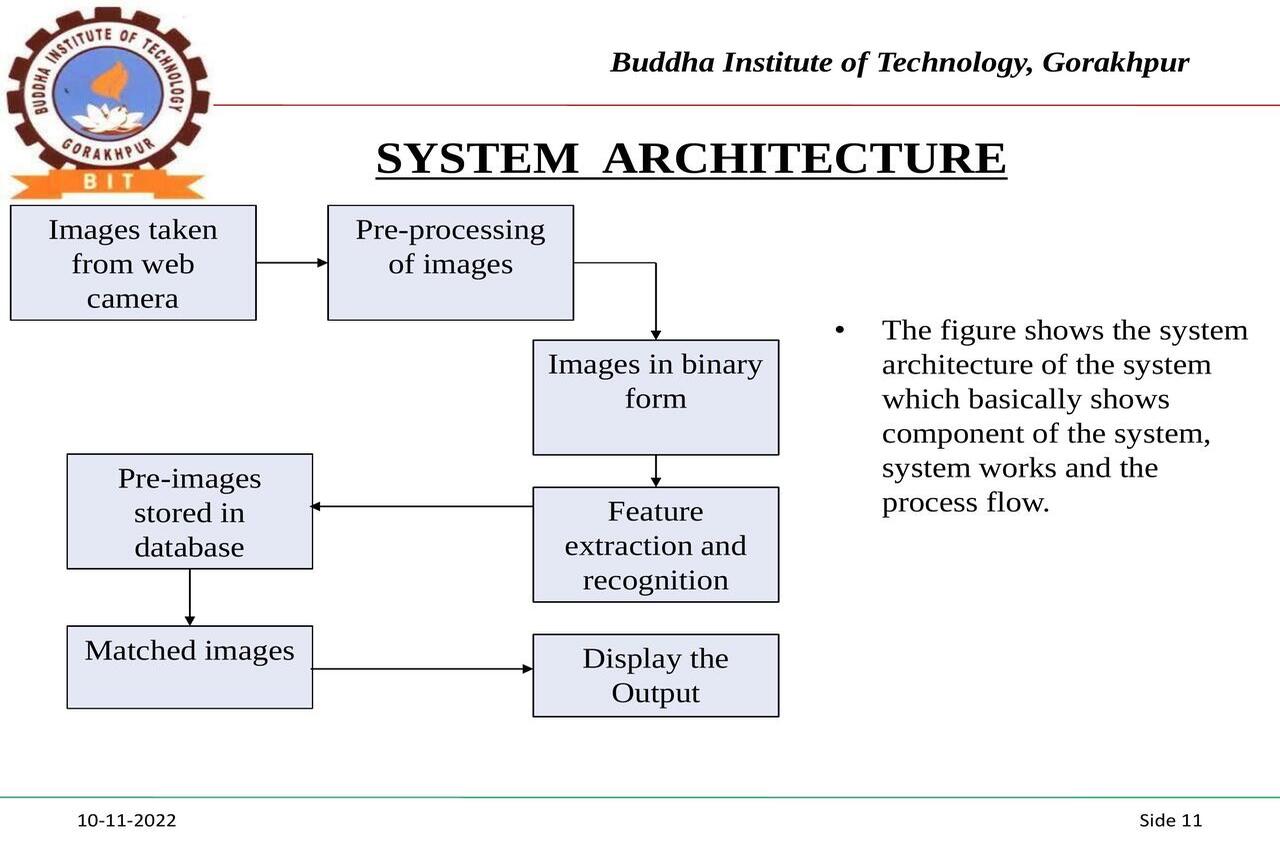 BUDDHA INSTITUTE OF TECHNOLOGY
GORAKHPUR
BIT
Buddha Institute of Technology, Gorakhpur
SYSTEM ARCHITECTURE
Images taken
from web
camera
Pre-processing
of images
Images in binary
form
Pre-images
stored in
database
Feature
extraction and
recognition
Matched images
Display the
Output
• The figure shows the system
architecture of the system
which basically shows
component of the system,
system works and the
process flow.
10-11-2022
Side 11